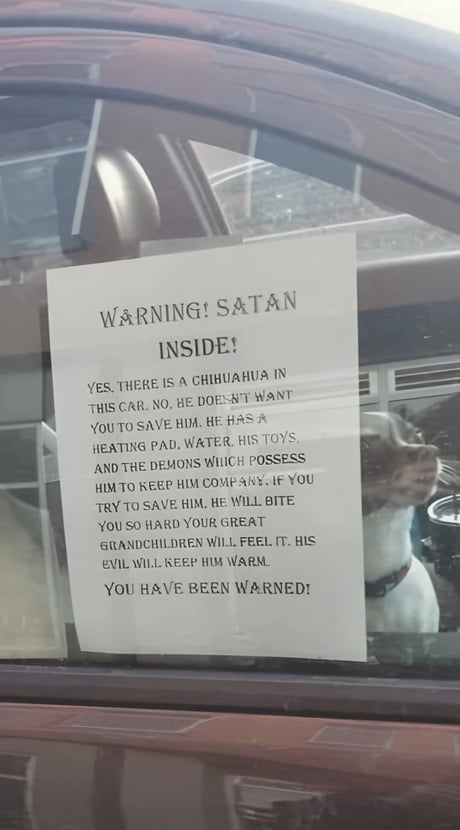 WARNING! SATAN
INSIDE!
YES, THERE IS A CHIHUAHUA IN
THIS CAR. NO, HE DOESN'T WANT
YOU TO SAVE HIM. HE HAS A
HEATING PAD, WATER, HIS TOYS,
AND THE DEMONS WHICH POSSESS
HIM TO KEEP HIM COMPANY. IF YOU
TRY TO SAVE HIM, HE WILL BITE
YOU SO HARD YOUR GREAT
GRANDCHILDREN WILL FEEL IT. HIS
EVIL WILL KEEP HIM WARM.
YOU HAVE BEEN WARNED!